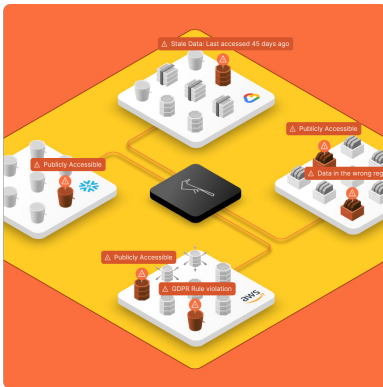 Stale Data: Last accessed 45 days ago
Publicly Accessible
Publicly Accessible
Data in the wrong reg
Publicly Accessible
GDPR Rule violation
aws